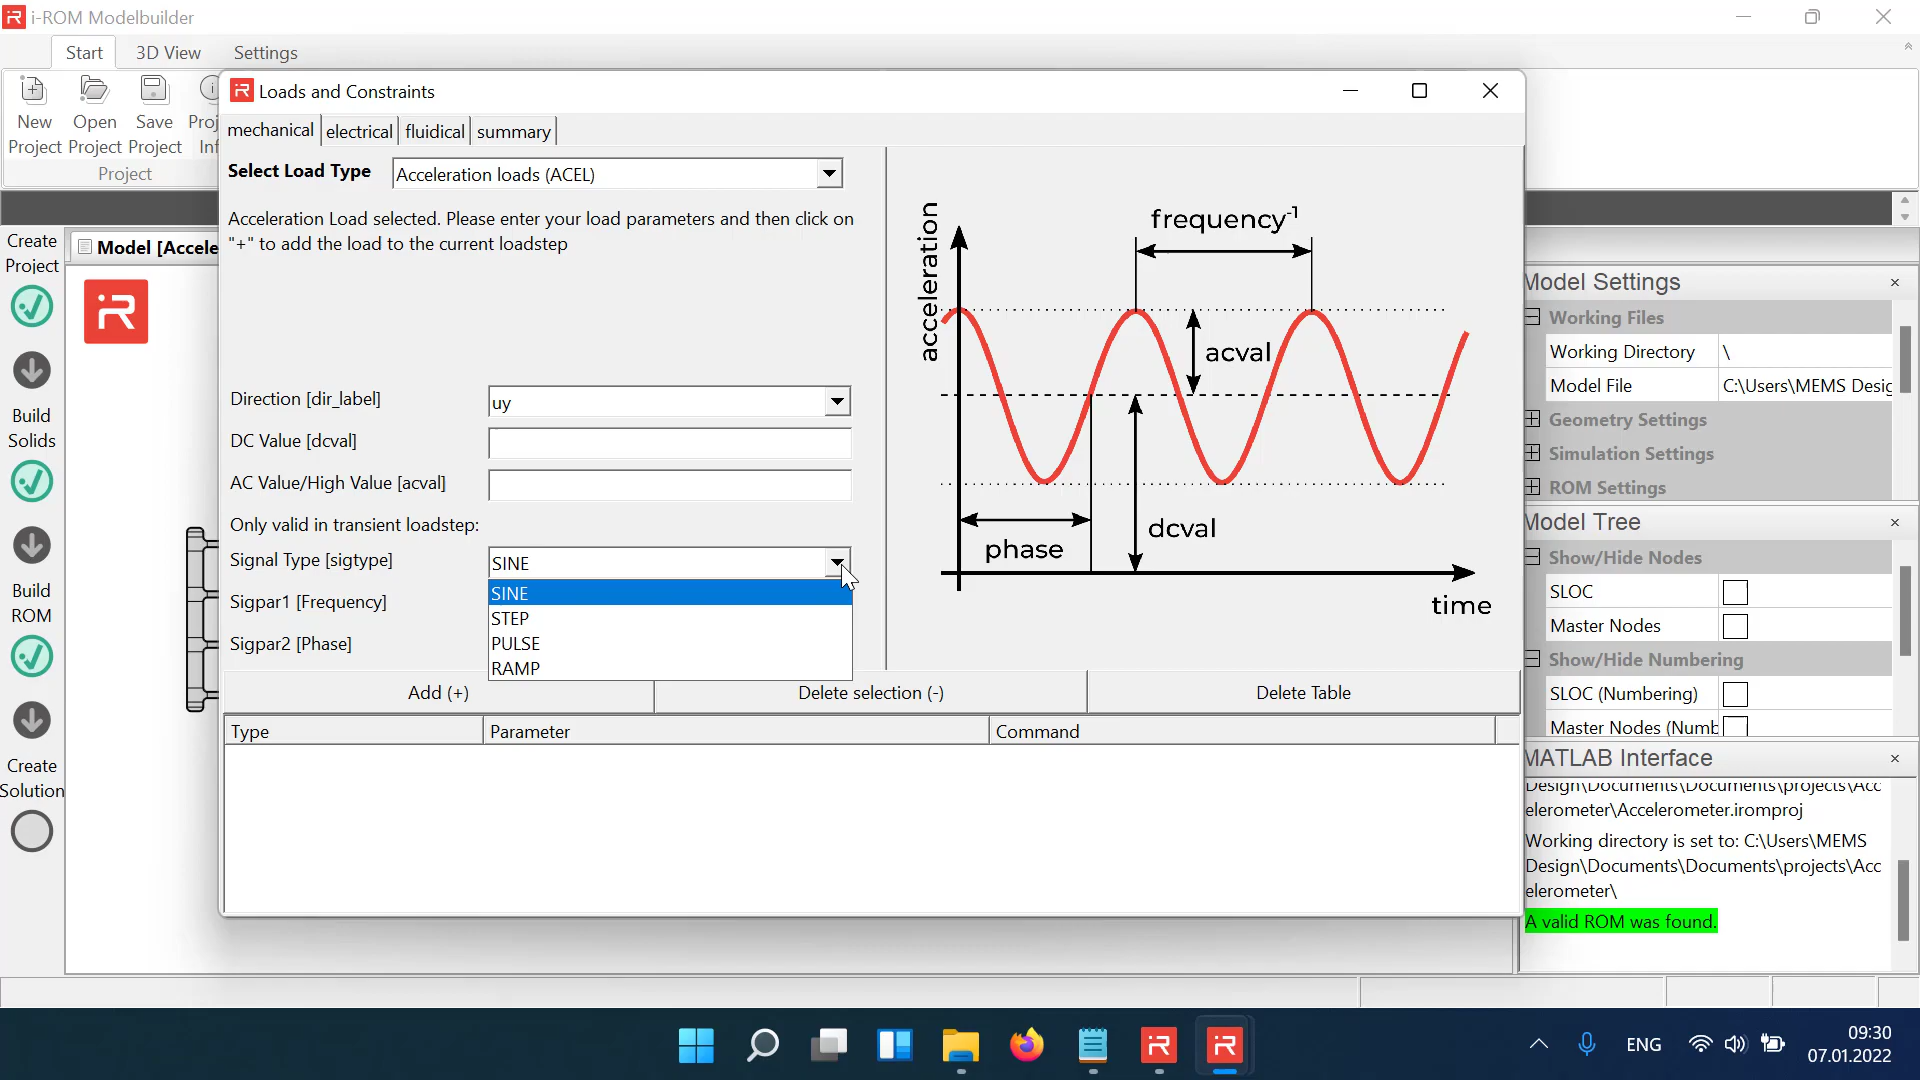 i-ROM Modelbuilder
Start 3D View Settings
New Project
Open Project
Save Project
Project
Create Project
Build Solids
Build ROM
Create Solution
Model [Accele
Loads and Constraints
mechanical electrical fluidical summary
Select Load Type Acceleration loads (ACEL)
Acceleration Load selected. Please enter your load parameters and then click on
"+" to add the load to the current loadstep
Direction [dir_label] uy
DC Value [dcval]
AC Value/High Value [acval]
Only valid in transient loadstep:
Signal Type [sigtype] SINE
SINE
STEP
PULSE
RAMP
Sigpar1 [Frequency]
Sigpar2 [Phase]
acceleration
frequency⁻¹
acval
dcval
phase
time
Add (+) Delete selection (-) Delete Table
Type Parameter Command
Model Settings
Working Files
Working Directory \
Model File C:\Users\MEMS Desig
Geometry Settings
Simulation Settings
ROM Settings
Model Tree
Show/Hide Nodes
SLOC
Master Nodes
Show/Hide Numbering
SLOC (Numbering)
Master Nodes (Numb
MATLAB Interface
Design\Documents\Documents\projects\Acc
elerometer\Accelerometer.iromproj
Working directory is set to: C:\Users\MEMS
Design\Documents\Documents\projects\Acc
elerometer\
A valid ROM was found.
ENG
09:30
07.01.2022